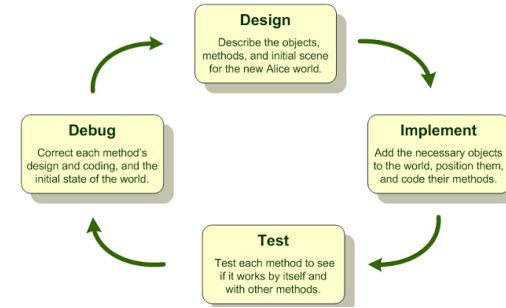 Design
Describe the objects,
methods, and initial scene
for the new Alice world.
Debug
Correct each method's
design and coding, and the
initial state of the world.
Implement
Add the necessary objects
to the world, position them,
and code their methods.
Test
Test each method to see
if it works by itself and
with other methods.